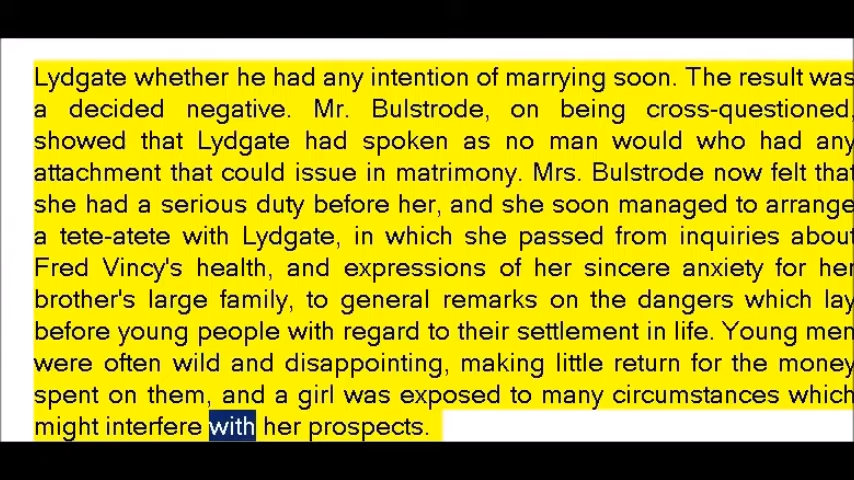 Lydgate whether he had any intention of marrying soon. The result was
a decided negative. Mr. Bulstrode, on being cross-questioned,
showed that Lydgate had spoken as no man would who had any
attachment that could issue in matrimony. Mrs. Bulstrode now felt that
she had a serious duty before her, and she soon managed to arrange
a tete-atete with Lydgate, in which she passed from inquiries about
Fred Vincy's health, and expressions of her sincere anxiety for her
brother's large family, to general remarks on the dangers which lay
before young people with regard to their settlement in life. Young men
were often wild and disappointing, making little return for the money
spent on them, and a girl was exposed to many circumstances which
might interfere with her prospects.